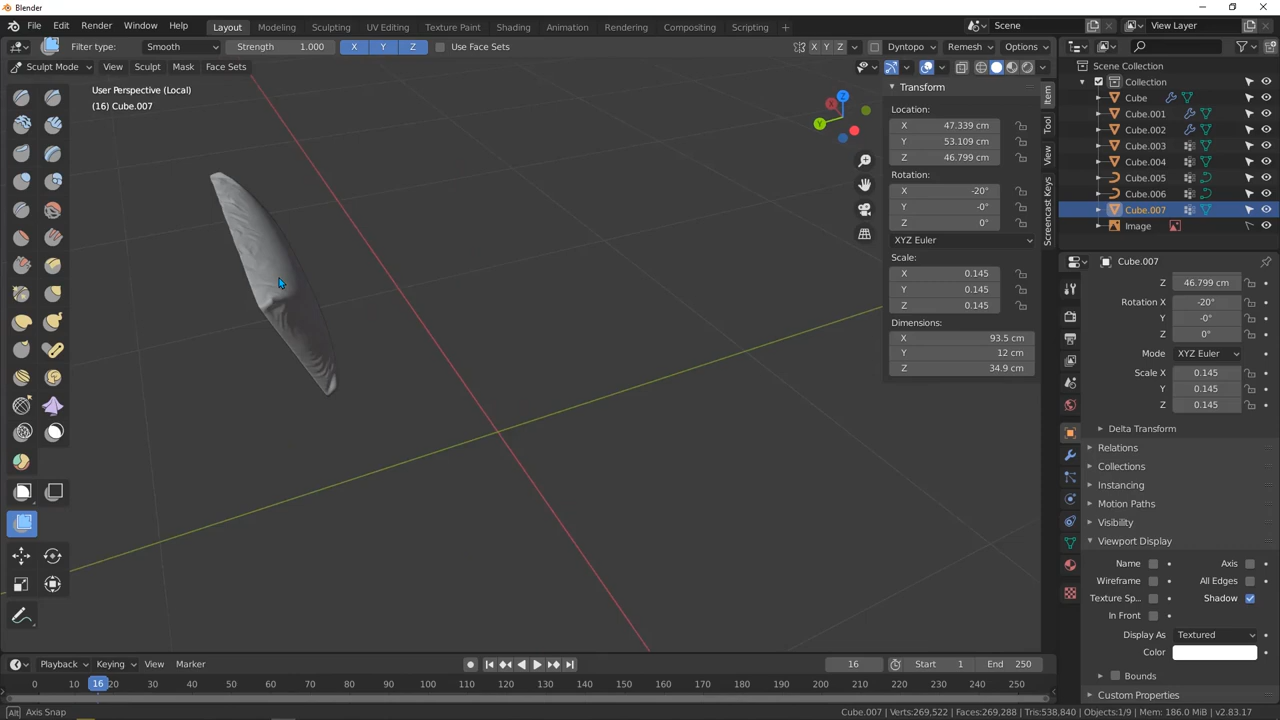 Blender
File Edit Render Window Help Layout Modeling Sculpting UV Editing Texture Paint Shading Animation Rendering Compositing Scripting + Scene View Layer
Filter type: Smooth Strength 1.000 X Y Z Use Face Sets X Y Z Dyntopo Remesh Options
Sculpt Mode View Sculpt Mask Face Sets
User Perspective (Local)
(16) Cube.007
Z
X
Y
Transform
Location:
X 47.339 cm
Y 53.109 cm
Z 46.799 cm
Rotation:
X -20°
Y -0°
Z 0°
XYZ Euler
Scale:
X 0.145
Y 0.145
Z 0.145
Dimensions:
X 93.5 cm
Y 12 cm
Z 34.9 cm
Item
Tool
View
Screencast Keys
Scene Collection
Collection
Cube
Cube.001
Cube.002
Cube.003
Cube.004
Cube.005
Cube.006
Cube.007
Image
Cube.007
Z 46.799 cm
Rotation X -20°
Y -0°
Z 0°
Mode XYZ Euler
Scale X 0.145
Y 0.145
Z 0.145
Delta Transform
Relations
Collections
Instancing
Motion Paths
Visibility
Viewport Display
Name Axis
Wireframe All Edges
Texture Sp... Shadow
In Front
Display As Textured
Color
Bounds
Custom Properties
Playback Keying View Marker 16 Start 1 End 250
0 10 16 20 30 40 50 60 70 80 90 100 110 120 130 140 150 160 170 180 190 200 210 220 230 240 250
Alt Axis Snap Cube.007 | Verts:269,522 | Faces:269,288 | Tris:538,840 | Objects:1/9 | Mem: 186.0 MiB | v2.83.17